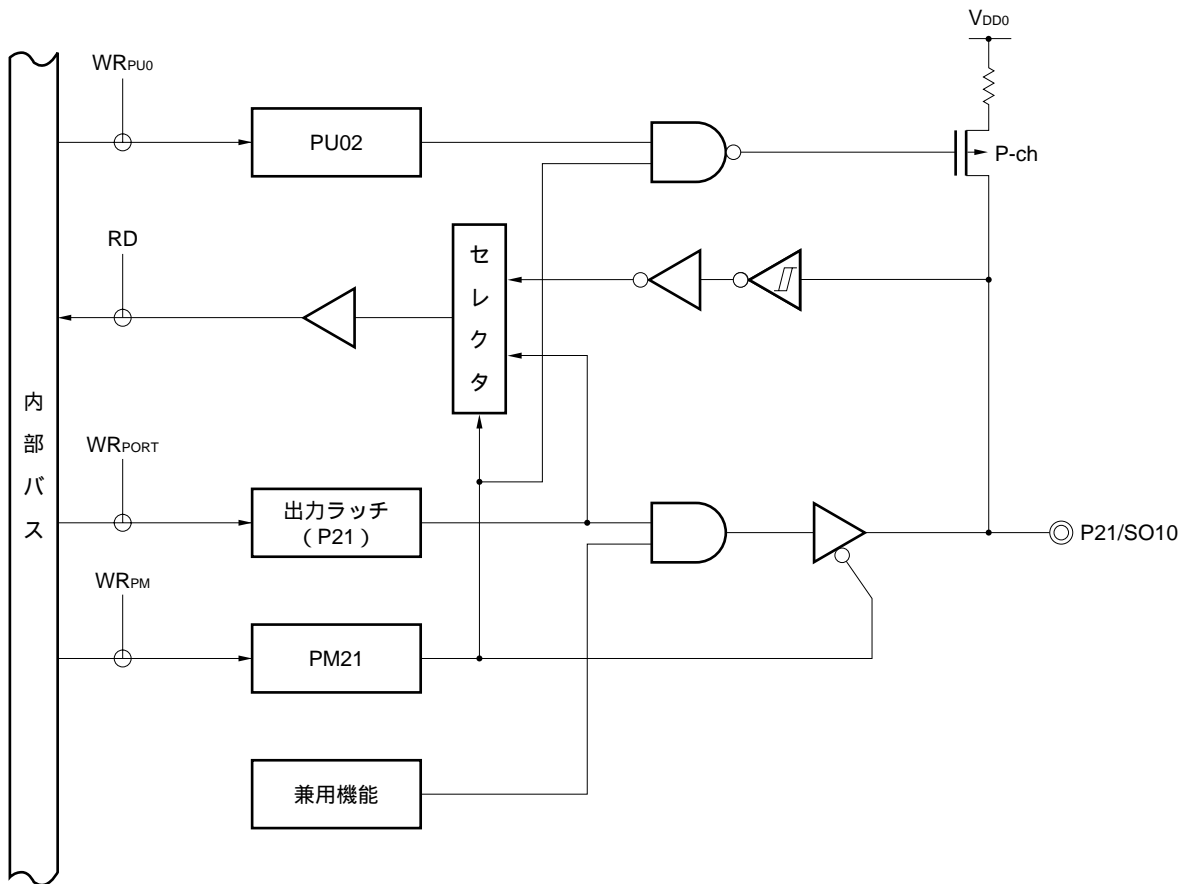 VDD0
WRPU0
PU02
P-ch
RD
セレクタ
内部バス
WRPORT
出力ラッチ
(P21)
P21/SO10
WRPM
PM21
兼用機能